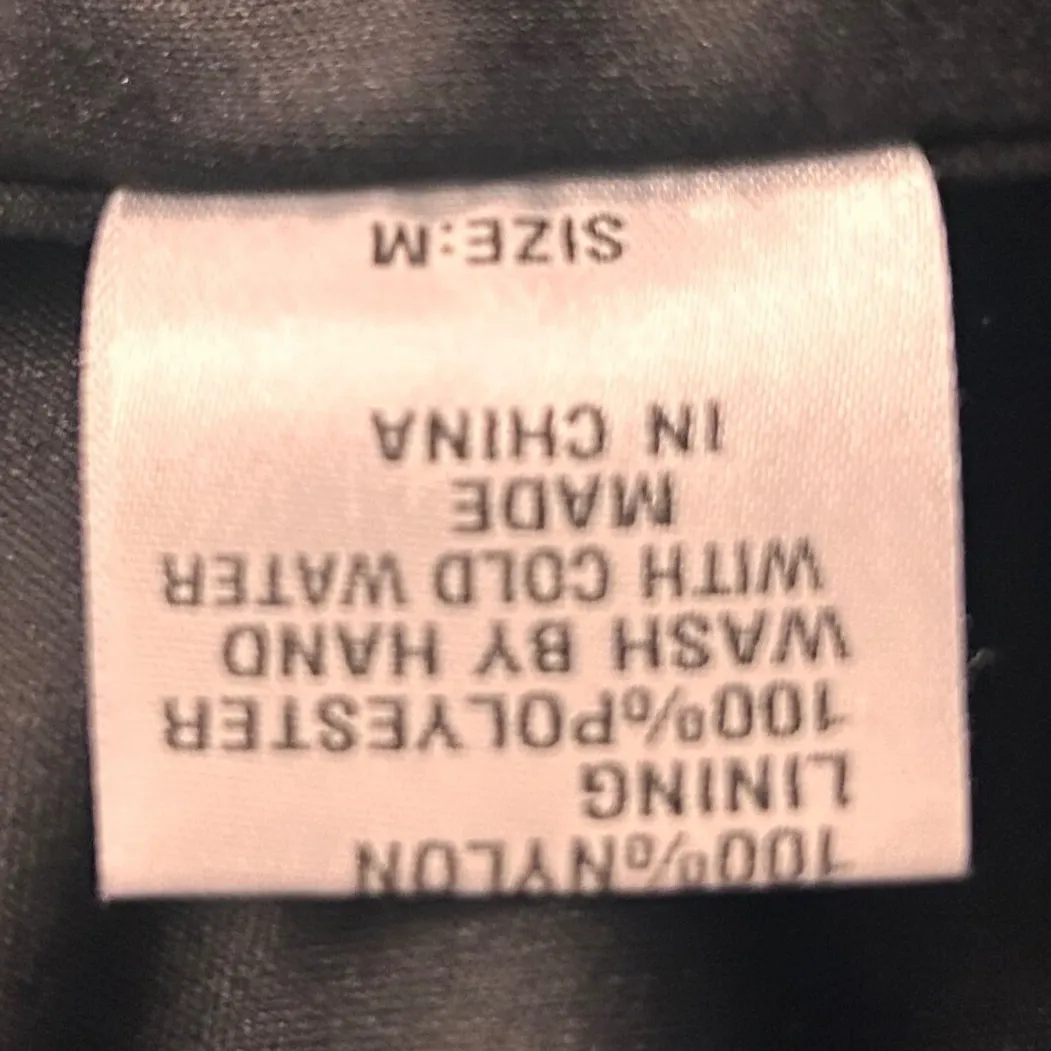 100%NYLON
LINING
100%POLYESTER
WASH BY HAND
WITH COLD WATER
MADE
IN CHINA
SIZE:M